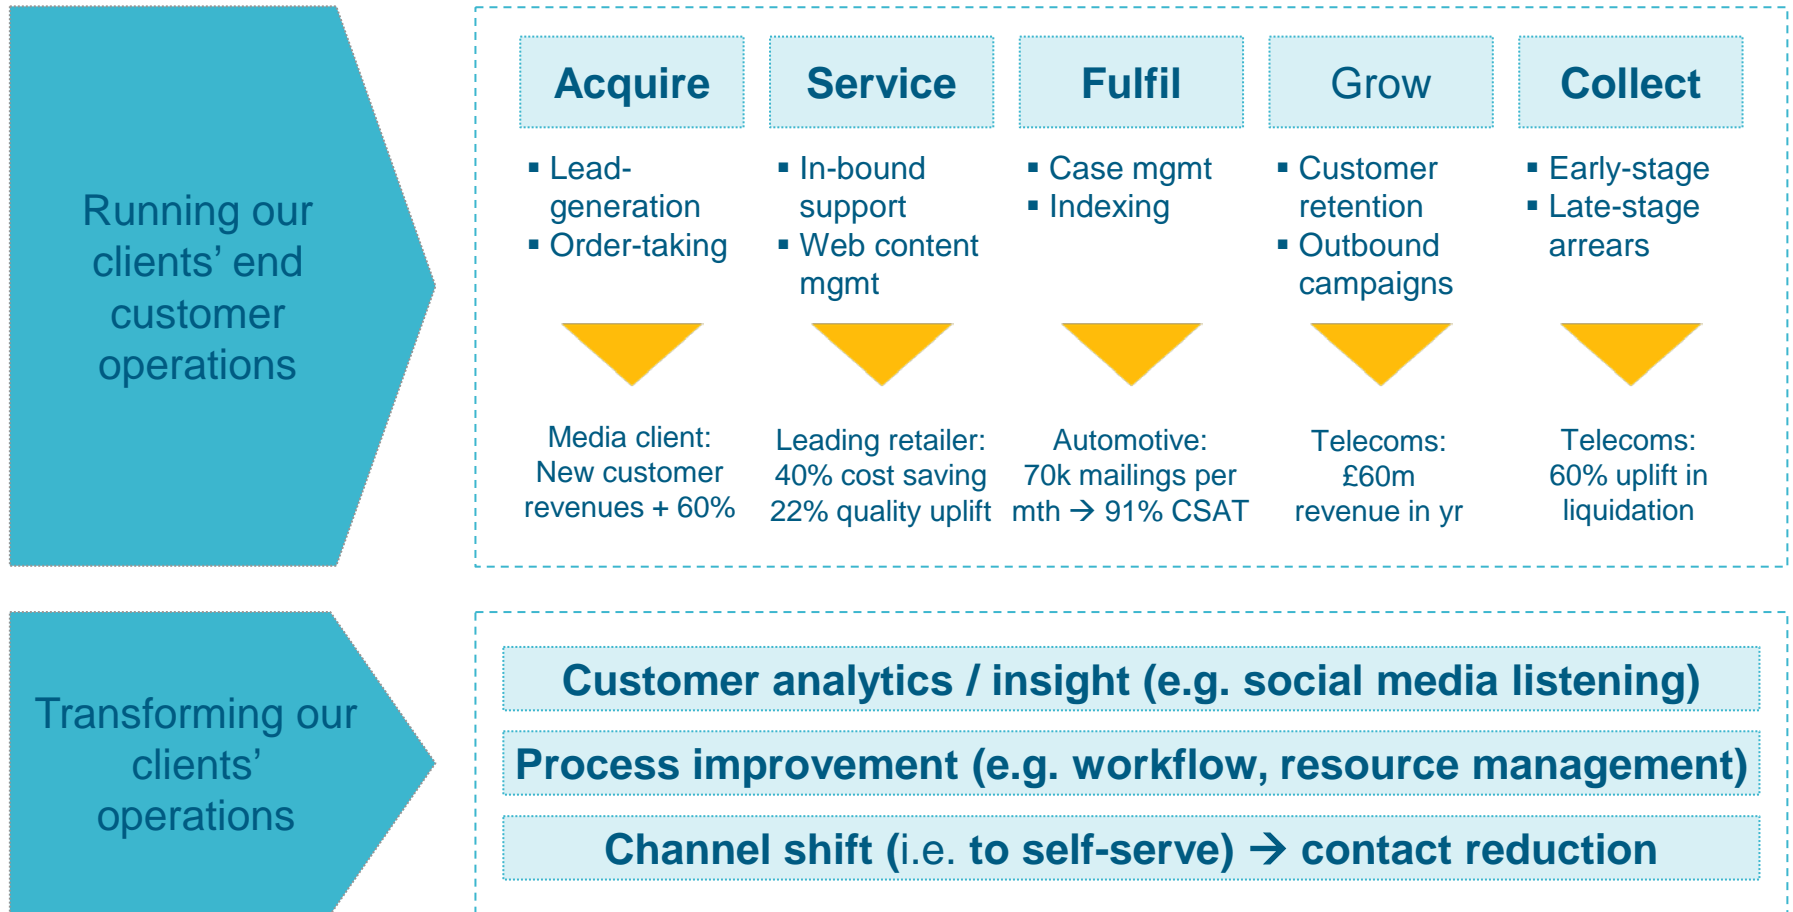 Running our
clients’ end
customer
operations
Acquire
▪ Lead-
generation
▪ Order-taking
Media client:
New customer
revenues + 60%
Service
▪ In-bound
support
▪ Web content
mgmt
Leading retailer:
40% cost saving
22% quality uplift
Fulfil
▪ Case mgmt
▪ Indexing
Automotive:
70k mailings per
mth → 91% CSAT
Grow
▪ Customer
retention
▪ Outbound
campaigns
Telecoms:
£60m
revenue in yr
Collect
▪ Early-stage
▪ Late-stage
arrears
Telecoms:
60% uplift in
liquidation
Transforming our
clients’
operations
Customer analytics / insight (e.g. social media listening)
Process improvement (e.g. workflow, resource management)
Channel shift (i.e. to self-serve) → contact reduction